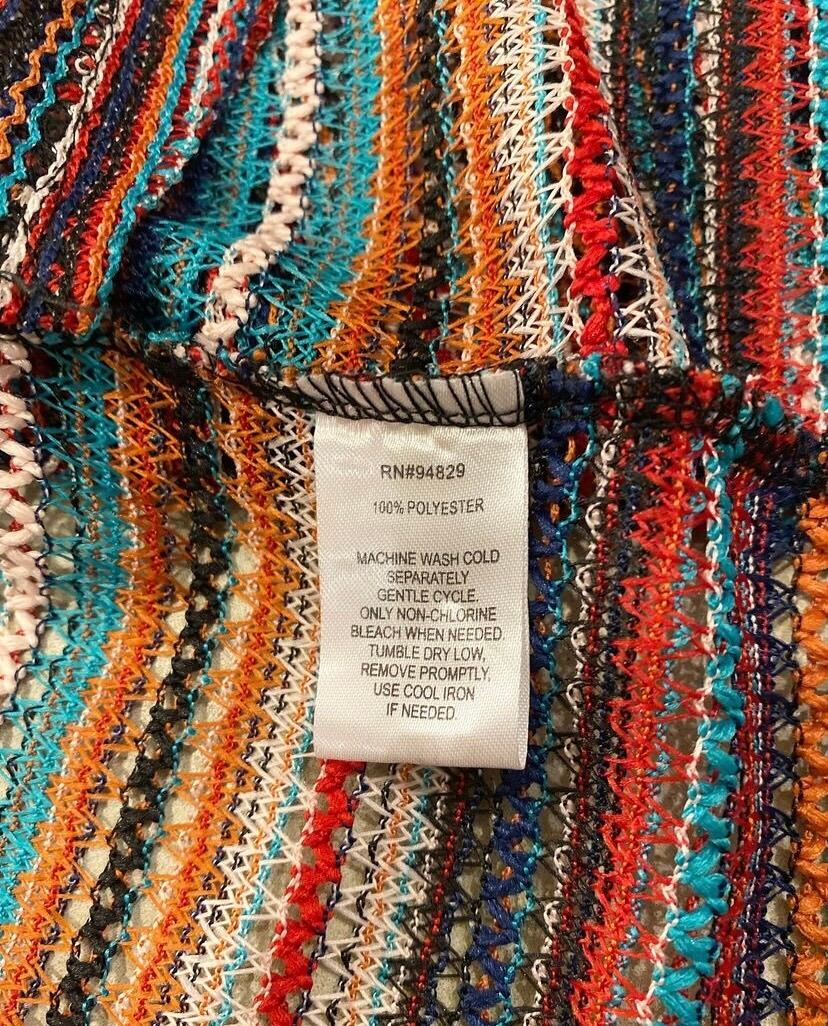 RN#94829
100% POLYESTER
MACHINE WASH COLD
SEPARATELY
GENTLE CYCLE.
ONLY NON-CHLORINE
BLEACH WHEN NEEDED.
TUMBLE DRY LOW,
REMOVE PROMPTLY,
USE COOL IRON
IF NEEDED.